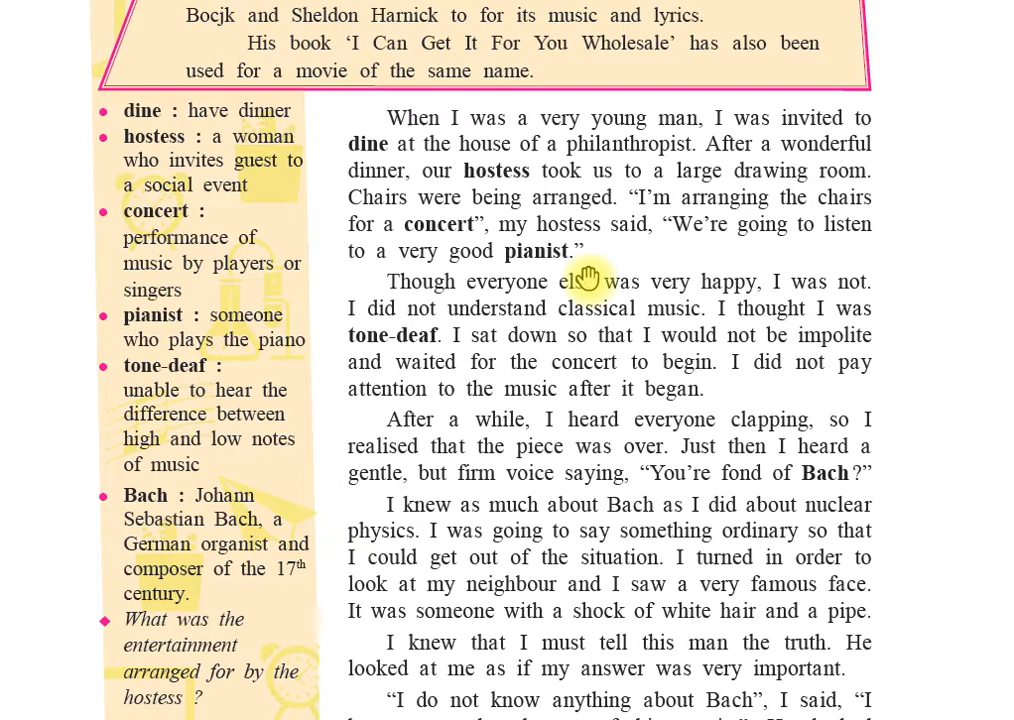 Bocjk and Sheldon Harnick to for its music and lyrics.
His book ‘I Can Get It For You Wholesale’ has also been
used for a movie of the same name.
• dine : have dinner
• hostess : a woman
who invites guest to
a social event
• concert :
performance of
music by players or
singers
• pianist : someone
who plays the piano
• tone-deaf :
unable to hear the
difference between
high and low notes
of music
• Bach : Johann
Sebastian Bach, a
German organist and
composer of the 17th
century.
◆ What was the
entertainment
arranged for by the
hostess ?
When I was a very young man, I was invited to
dine at the house of a philanthropist. After a wonderful
dinner, our hostess took us to a large drawing room.
Chairs were being arranged. “I’m arranging the chairs
for a concert”, my hostess said, “We’re going to listen
to a very good pianist.”
Though everyone else was very happy, I was not.
I did not understand classical music. I thought I was
tone-deaf. I sat down so that I would not be impolite
and waited for the concert to begin. I did not pay
attention to the music after it began.
After a while, I heard everyone clapping, so I
realised that the piece was over. Just then I heard a
gentle, but firm voice saying, “You’re fond of Bach ?”
I knew as much about Bach as I did about nuclear
physics. I was going to say something ordinary so that
I could get out of the situation. I turned in order to
look at my neighbour and I saw a very famous face.
It was someone with a shock of white hair and a pipe.
I knew that I must tell this man the truth. He
looked at me as if my answer was very important.
“I do not know anything about Bach”, I said, “I